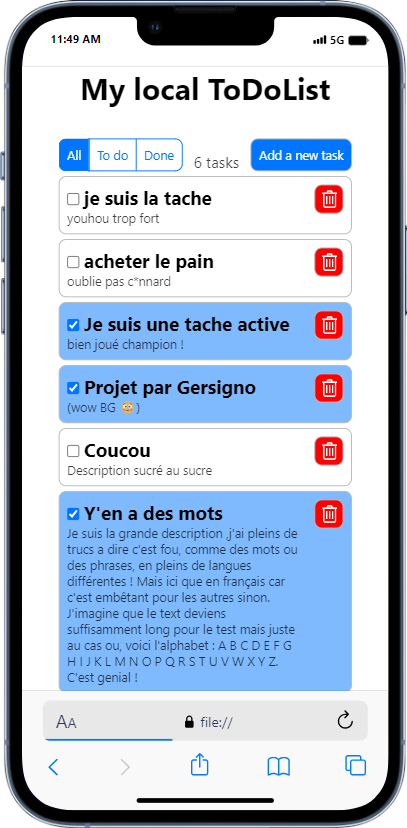 11:49 AM 5G
My local ToDoList
All To do Done 6 tasks Add a new task
je suis la tache
youhou trop fort
acheter le pain
oublie pas c*nnard
Je suis une tache active
bien joué champion !
Projet par Gersigno
(wow BG 🤓)
Coucou
Description sucré au sucre
Y'en a des mots
Je suis la grande description ,j'ai pleins de
trucs a dire c'est fou, comme des mots ou
des phrases, en pleins de langues
différentes ! Mais ici que en français car
c'est embêtant pour les autres sinon.
J'imagine que le text deviens
suffisamment long pour le test mais juste
au cas ou, voici l'alphabet : A B C D E F G
H I J K L M N O P Q R S T U V W X Y Z.
C'est genial !
AA file://